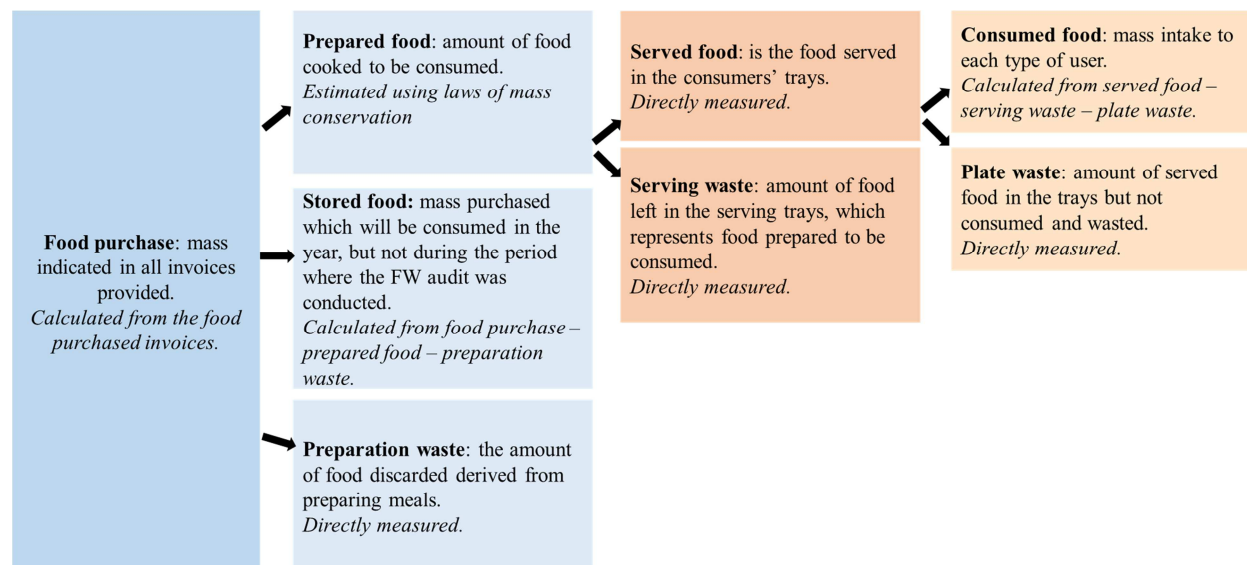 Food purchase: mass
indicated in all invoices
provided.
Calculated from the food
purchased invoices.
Prepared food: amount of food
cooked to be consumed.
Estimated using laws of mass
conservation
Stored food: mass purchased
which will be consumed in the
year, but not during the period
where the FW audit was
conducted.
Calculated from food purchase –
prepared food – preparation
waste.
Preparation waste: the amount
of food discarded derived from
preparing meals.
Directly measured.
Served food: is the food served
in the consumers’ trays.
Directly measured.
Serving waste: amount of food
left in the serving trays, which
represents food prepared to be
consumed.
Directly measured.
Consumed food: mass intake to
each type of user.
Calculated from served food –
serving waste – plate waste.
Plate waste: amount of served
food in the trays but not
consumed and wasted.
Directly measured.